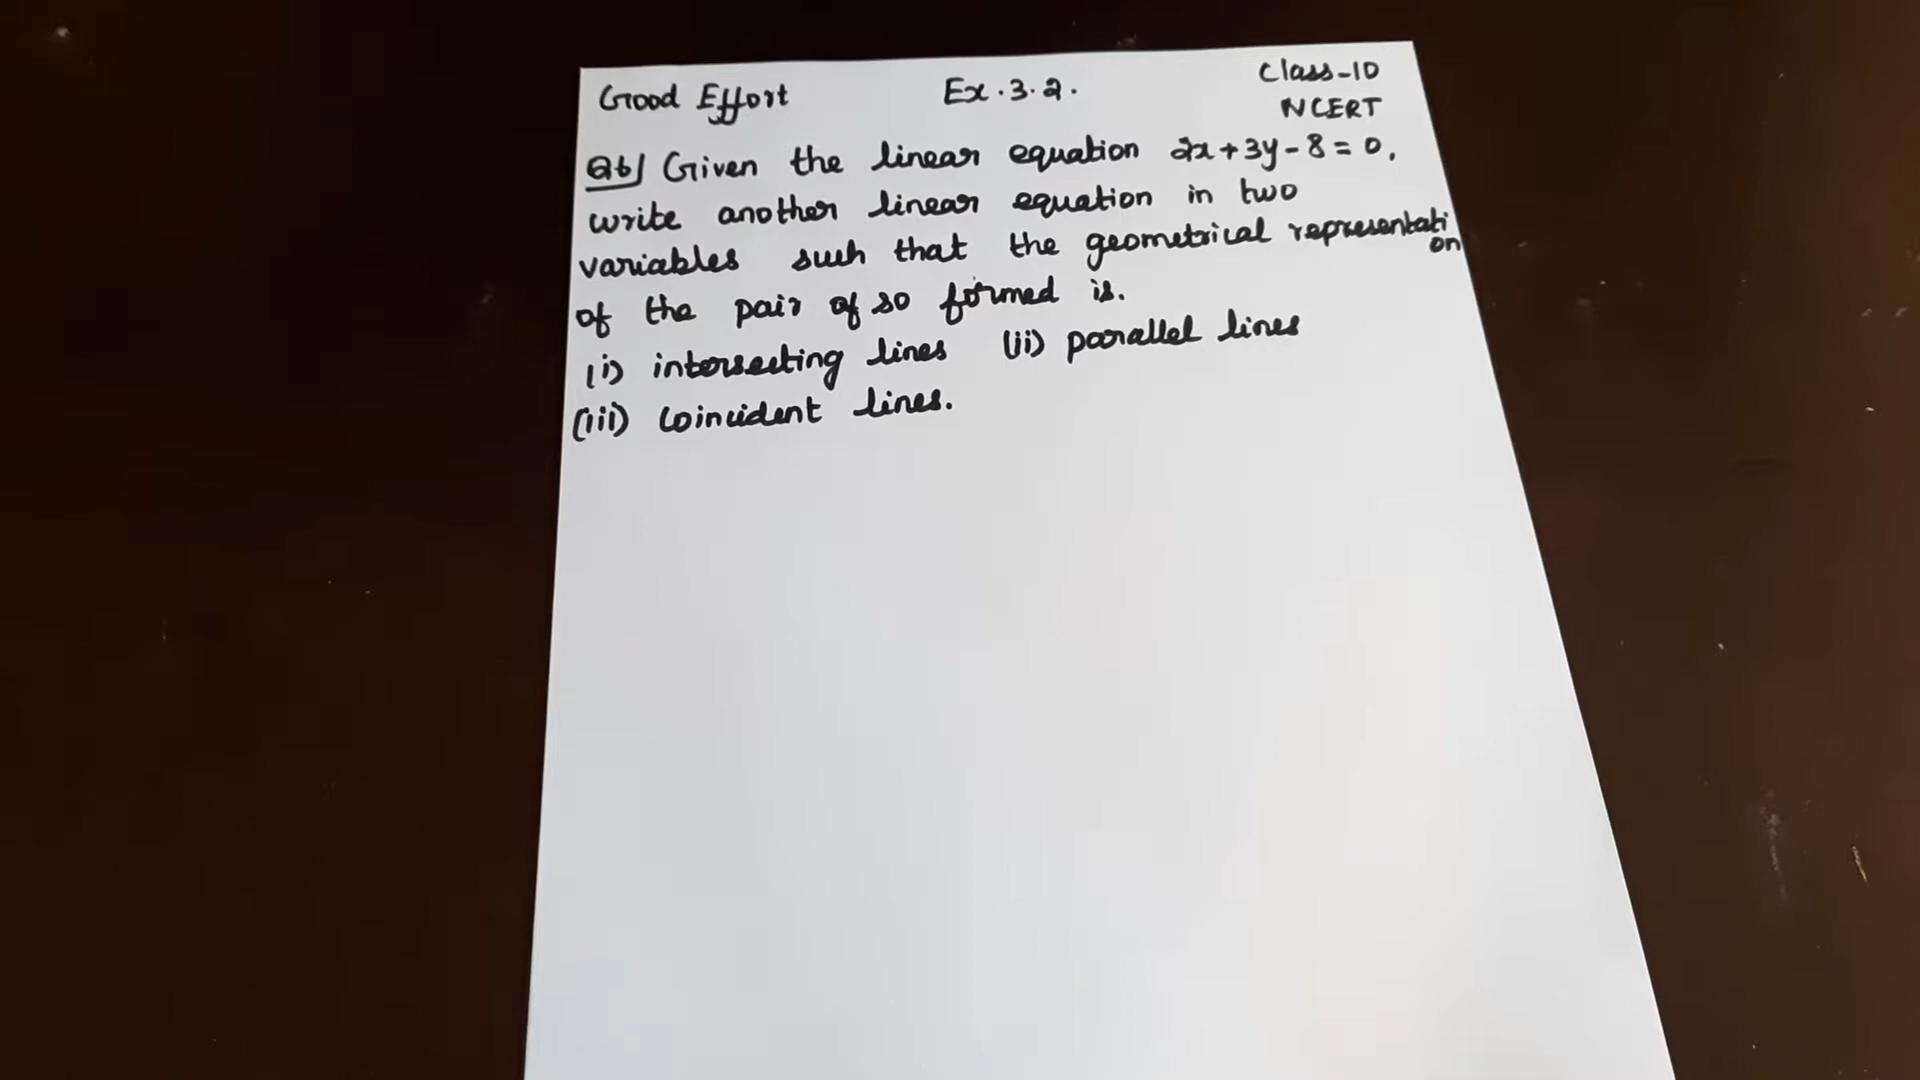 Good Effort Ex.3.2. Class-10
NCERT
Q6) Given the linear equation 2x+3y-8=0,
write another linear equation in two
variables such that the geometrical representati
on
of the pair of so formed is.
(i) intersecting lines (ii) parallel lines
(iii) coincident lines.